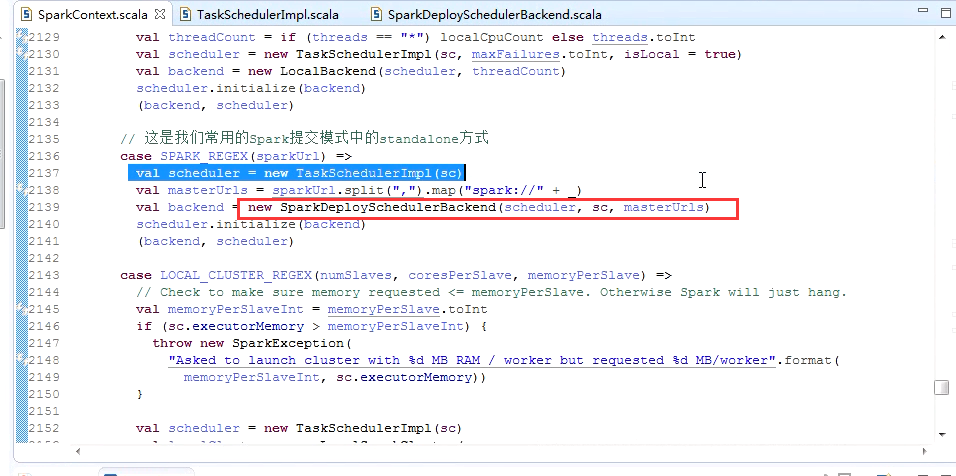 SparkContext.scala TaskSchedulerImpl.scala SparkDeploySchedulerBackend.scala
2129 val threadCount = if (threads == "*") localCpuCount else threads.toInt
2130 val scheduler = new TaskSchedulerImpl(sc, maxFailures.toInt, isLocal = true)
2131 val backend = new LocalBackend(scheduler, threadCount)
2132 scheduler.initialize(backend)
2133 (backend, scheduler)
2134
2135 // 这是我们常用的Spark提交模式中的standalone方式
2136 case SPARK_REGEX(sparkUrl) =>
2137 val scheduler = new TaskSchedulerImpl(sc)
2138 val masterUrls = sparkUrl.split(",").map("spark://" + _)
2139 val backend = new SparkDeploySchedulerBackend(scheduler, sc, masterUrls)
2140 scheduler.initialize(backend)
2141 (backend, scheduler)
2142
2143 case LOCAL_CLUSTER_REGEX(numSlaves, coresPerSlave, memoryPerSlave) =>
2144 // Check to make sure memory requested <= memoryPerSlave. Otherwise Spark will just hang.
2145 val memoryPerSlaveInt = memoryPerSlave.toInt
2146 if (sc.executorMemory > memoryPerSlaveInt) {
2147 throw new SparkException(
2148 "Asked to launch cluster with %d MB RAM / worker but requested %d MB/worker".format(
2149 memoryPerSlaveInt, sc.executorMemory))
2150 }
2151
2152 val scheduler = new TaskSchedulerImpl(sc)